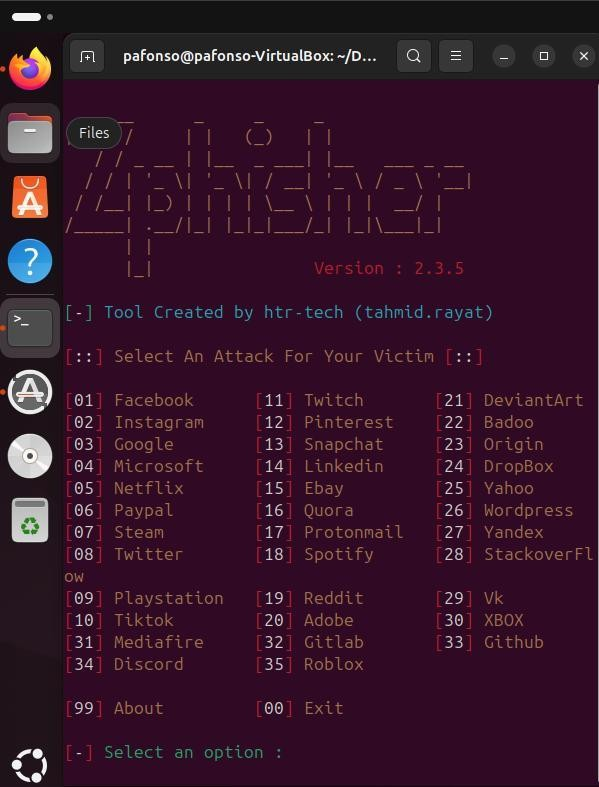 pafonso@pafonso-VirtualBox: ~/D...
Files
Zphisher
Version : 2.3.5
[-] Tool Created by htr-tech (tahmid.rayat)
[::] Select An Attack For Your Victim [::]
[01] Facebook [11] Twitch [21] DeviantArt
[02] Instagram [12] Pinterest [22] Badoo
[03] Google [13] Snapchat [23] Origin
[04] Microsoft [14] Linkedin [24] DropBox
[05] Netflix [15] Ebay [25] Yahoo
[06] Paypal [16] Quora [26] Wordpress
[07] Steam [17] Protonmail [27] Yandex
[08] Twitter [18] Spotify [28] StackoverFl
ow
[09] Playstation [19] Reddit [29] Vk
[10] Tiktok [20] Adobe [30] XBOX
[31] Mediafire [32] Gitlab [33] Github
[34] Discord [35] Roblox
[99] About [00] Exit
[-] Select an option :